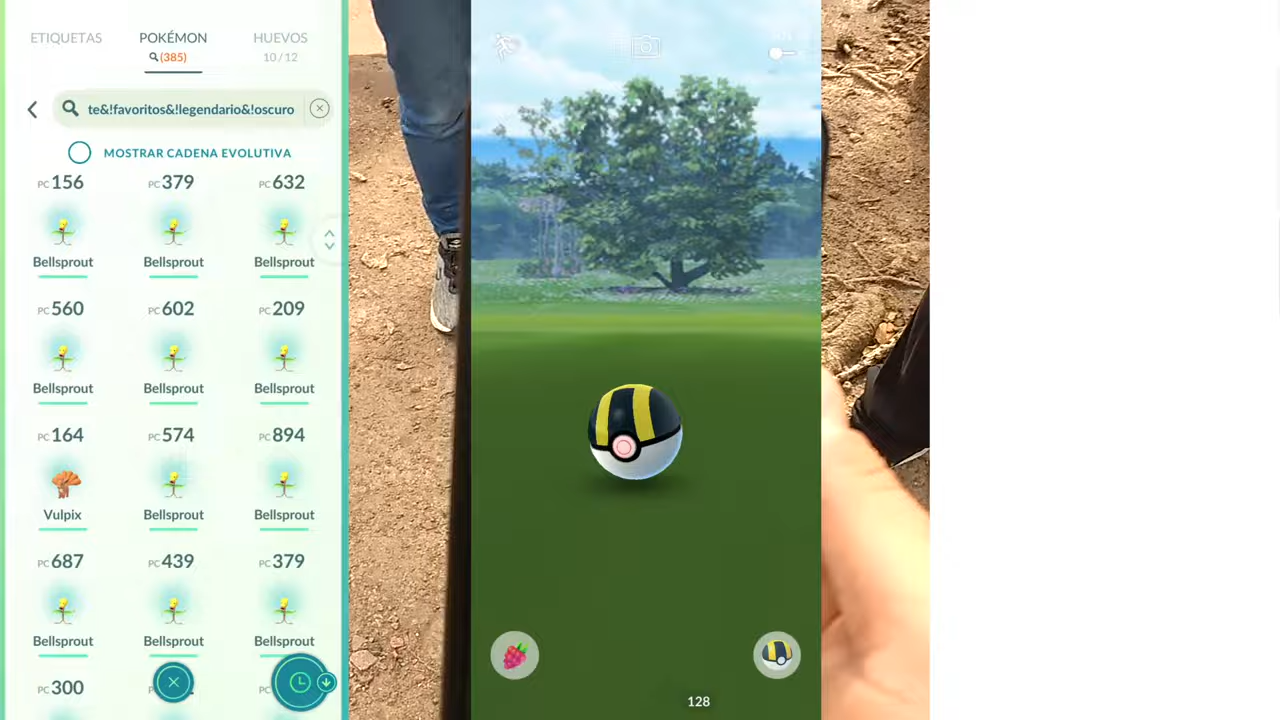 ETIQUETAS POKÉMON HUEVOS
(385) 10 / 12
te&!favoritos&!legendario&!oscuro
MOSTRAR CADENA EVOLUTIVA
PC 156 PC 379 PC 632
Bellsprout Bellsprout Bellsprout
PC 560 PC 602 PC 209
Bellsprout Bellsprout Bellsprout
PC 164 PC 574 PC 894
Vulpix Bellsprout Bellsprout
PC 687 PC 439 PC 379
Bellsprout Bellsprout Bellsprout
PC 300
128